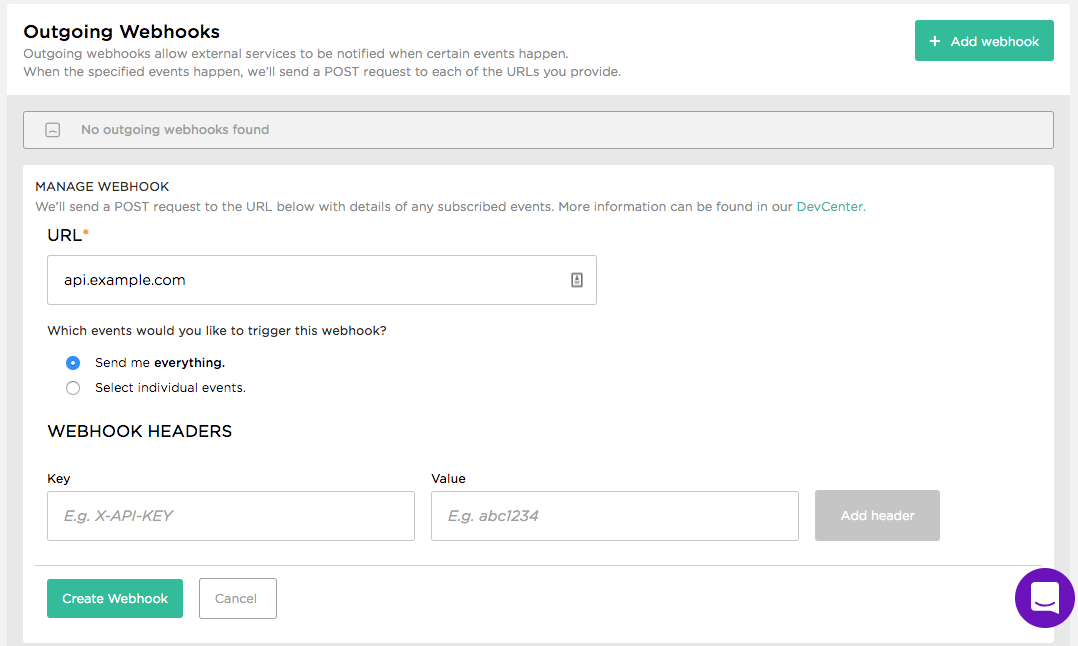 Outgoing Webhooks
Outgoing webhooks allow external services to be notified when certain events happen.
When the specified events happen, we'll send a POST request to each of the URLs you provide.
+ Add webhook
No outgoing webhooks found
MANAGE WEBHOOK
We'll send a POST request to the URL below with details of any subscribed events. More information can be found in our DevCenter.
URL*
api.example.com
Which events would you like to trigger this webhook?
Send me everything.
Select individual events.
WEBHOOK HEADERS
Key
Value
E.g. X-API-KEY
E.g. abc1234
Add header
Create Webhook
Cancel